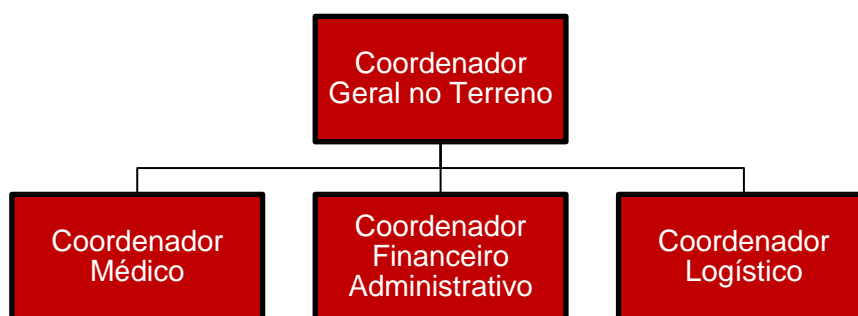 Coordenador
Geral no Terreno
Coordenador
Médico
Coordenador
Financeiro
Administrativo
Coordenador
Logístico